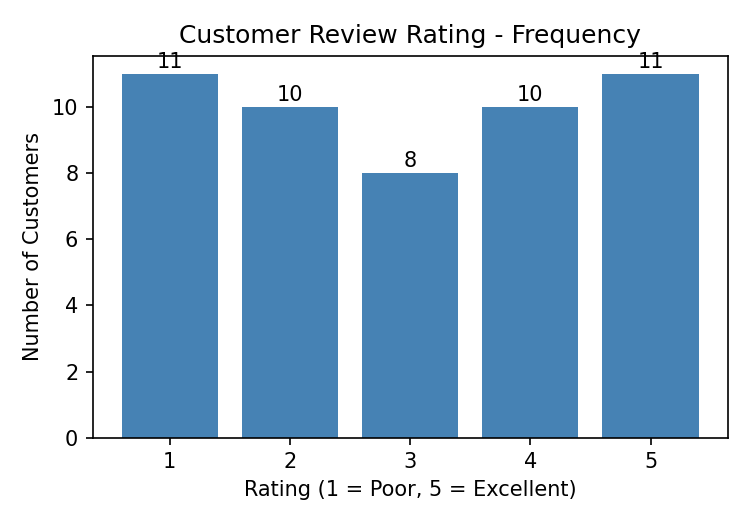 Customer Review Rating - Frequency
11
10
8
10
11
10
8
6
4
2
0
Number of Customers
1 2 3 4 5
Rating (1 = Poor, 5 = Excellent)